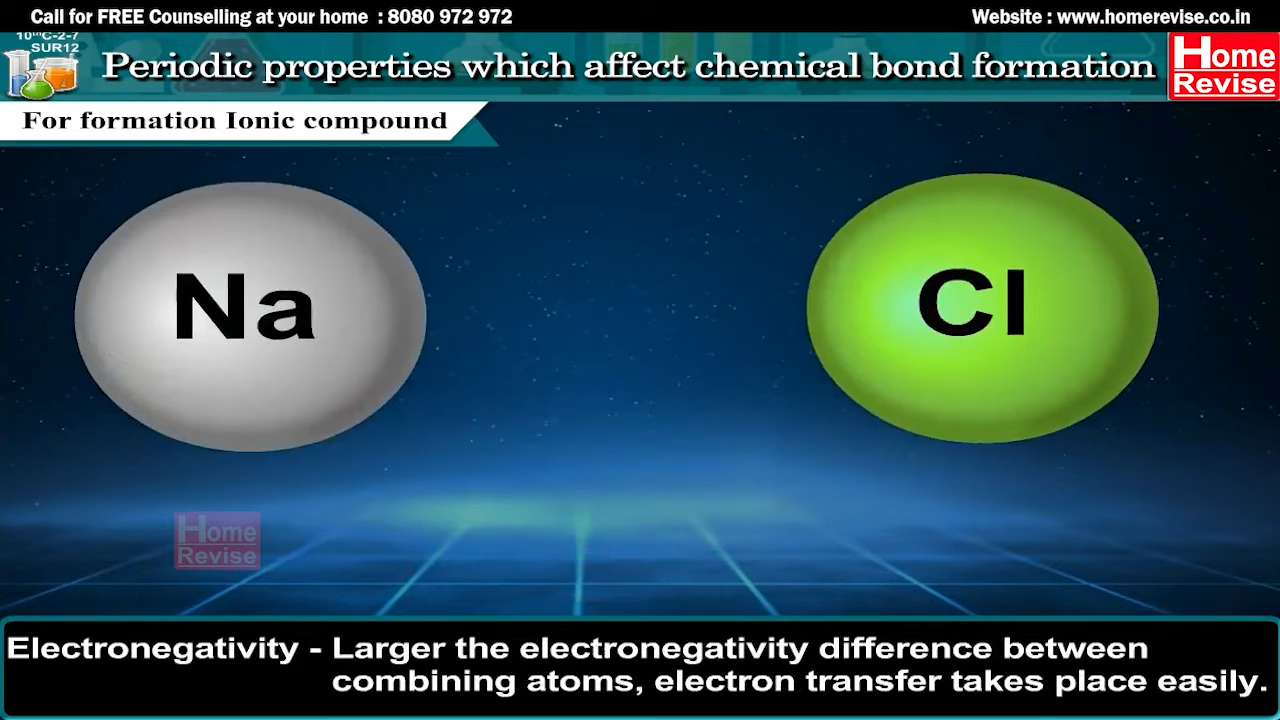 Call for FREE Counselling at your home : 8080 972 972
Website : www.homerevise.co.in
10thC-2-7
SUR12
Periodic properties which affect chemical bond formation
Home
Revise
For formation Ionic compound
Na
Cl
Home
Revise
Electronegativity - Larger the electronegativity difference between
combining atoms, electron transfer takes place easily.